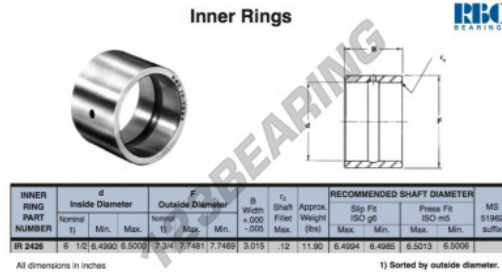 Inner Rings
RBC
BEARINGS
B
rs
d
F
123BEARING
INNER RING PART NUMBER
d Inside Diameter
F Outside Diameter
B Width +.000 -.005
rs Shaft Fillet Max.
Approx. Weight (lbs)
RECOMMENDED SHAFT DIAMETER
Slip Fit ISO g6
Press Fit ISO m5
MS 51962 suffix
Nominal 1) Min. Max. Nominal 1) Max. Min. Max. Min. Max. Min.
IR 2426 6 1/2 6.4990 6.5000 7 3/4 7.7481 7.7469 3.015 .12 11.90 6.4994 6.4985 6.5013 6.5006
All dimensions in inches
1) Sorted by outside diameter.